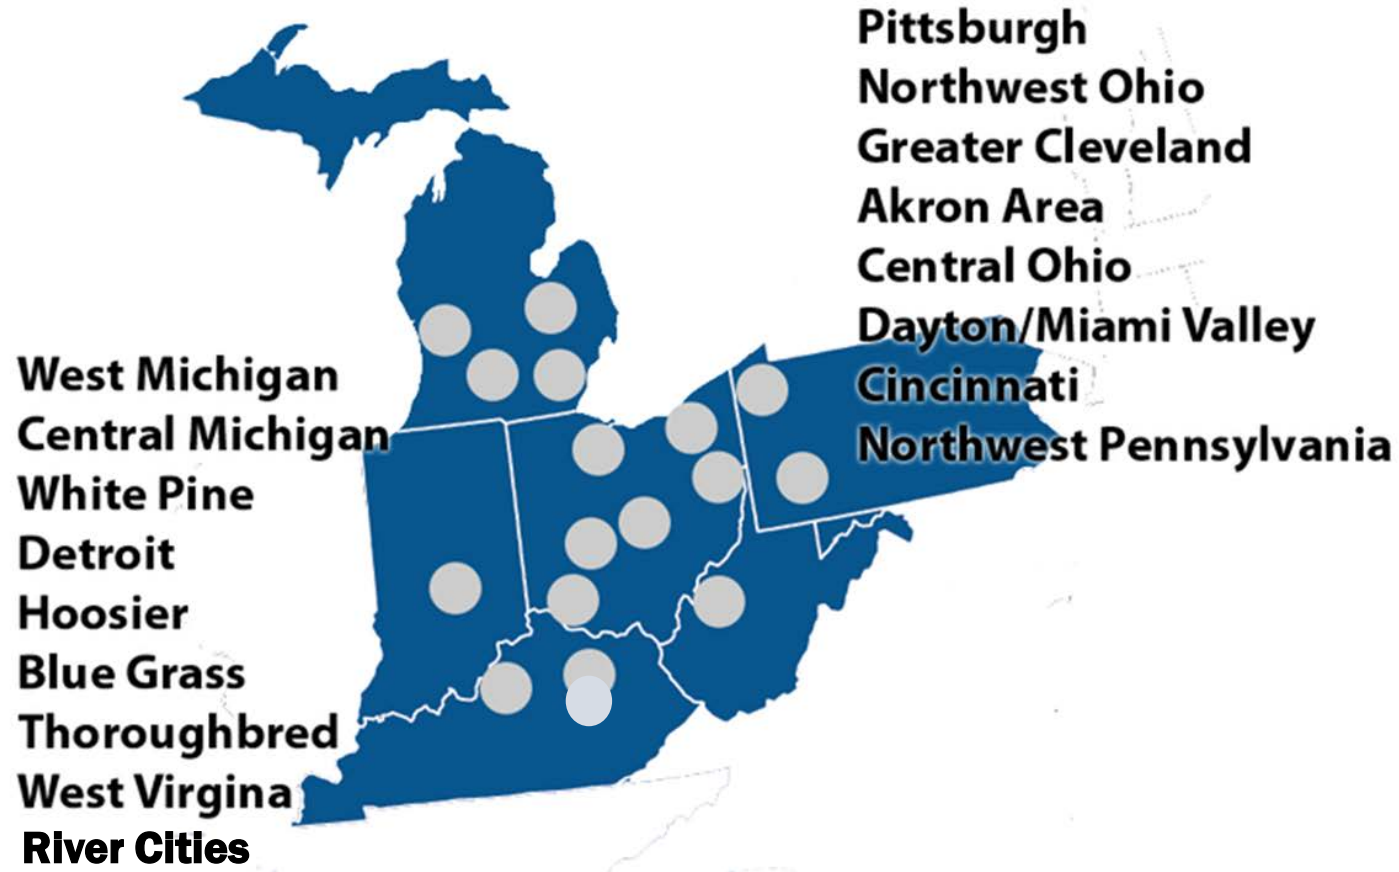 Pittsburgh
Northwest Ohio
Greater Cleveland
Akron Area
Central Ohio
Dayton/Miami Valley
Cincinnati
Northwest Pennsylvania
West Michigan
Central Michigan
White Pine
Detroit
Hoosier
Blue Grass
Thoroughbred
West Virgina
River Cities